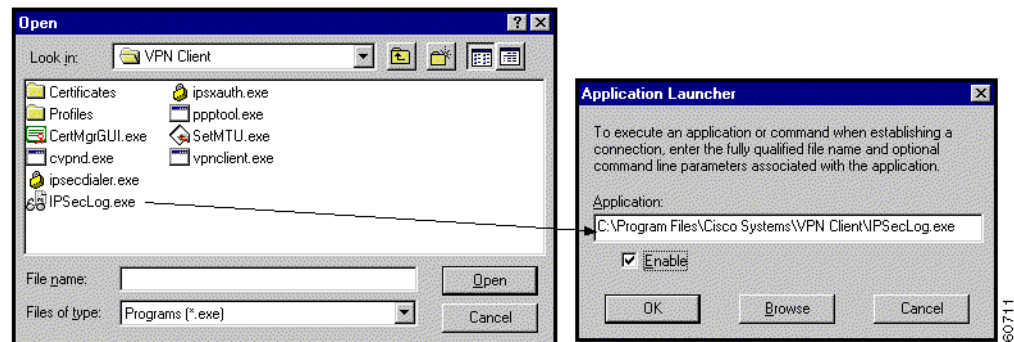 Open
Look in:
VPN Client
Certificates
Profiles
CertMgrGUI.exe
cvpnd.exe
ipsecdialer.exe
IPSecLog.exe
ipsxauth.exe
ppptool.exe
SetMTU.exe
vpnclient.exe
File name:
Open
Files of type:
Programs (*.exe)
Cancel
Application Launcher
To execute an application or command when establishing a
connection, enter the fully qualified file name and optional
command line parameters associated with the application.
Application:
C:\Program Files\Cisco Systems\VPN Client\IPSecLog.exe
Enable
OK
Browse
Cancel
60711